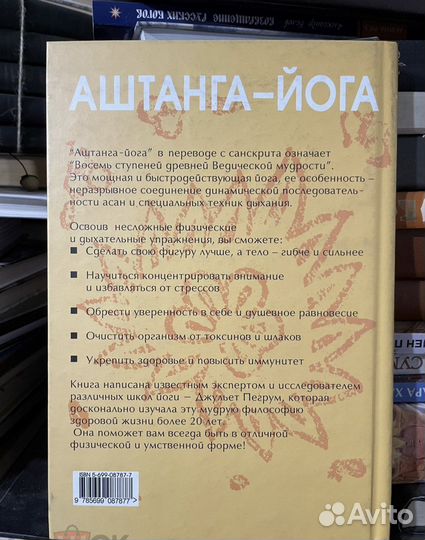 ВОЗВРАЩЕНИЕ РУССКИХ БОГОВ
АШТАНГА–ЙОГА
"Аштанга-йога" в переводе с санскрита означает
"Восемь ступеней древней Ведической мудрости".
Это мощная и быстродействующая йога, ее особенность –
неразрывное соединение динамической последователь-
ности асан и специальных техник дыхания.
Освоив несложные физические
и дыхательные упражнения, вы сможете:
■ Сделать свою фигуру лучше, а тело – гибче и сильнее
■ Научиться концентрировать внимание
и избавляться от стрессов
■ Обрести уверенность в себе и душевное равновесие
■ Очистить организм от токсинов и шлаков
■ Укрепить здоровье и повысить иммунитет
Книга написана известным экспертом и исследователем
различных школ йоги – Джульет Пегрум, которая
досконально изучала эту мудрую философию
здоровой жизни более 20 лет.
Она поможет вам всегда быть в отличной
физической и умственной форме!
ISBN 5-699-08787-7
9 785699 087877 >
Avito